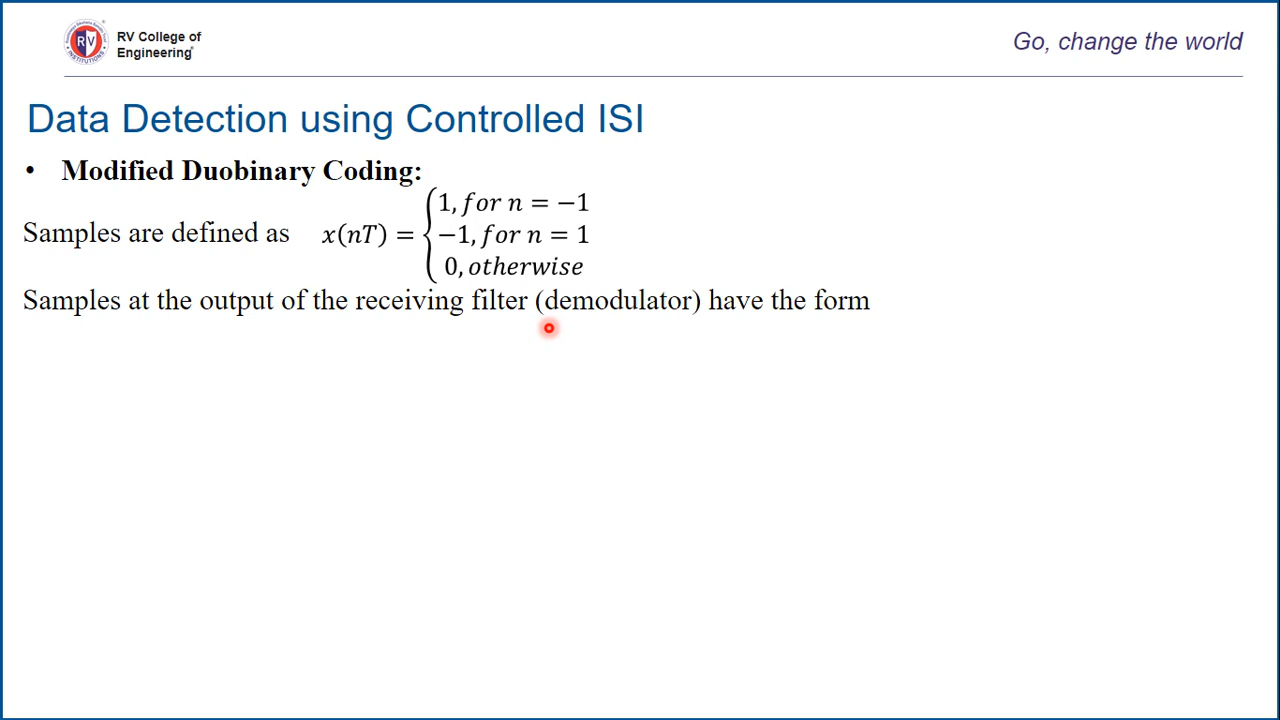 RV College of
Engineering
Go, change the world
Data Detection using Controlled ISI
• Modified Duobinary Coding:
Samples are defined as x(nT) = { 1, for n = −1
−1, for n = 1
0, otherwise
Samples at the output of the receiving filter (demodulator) have the form